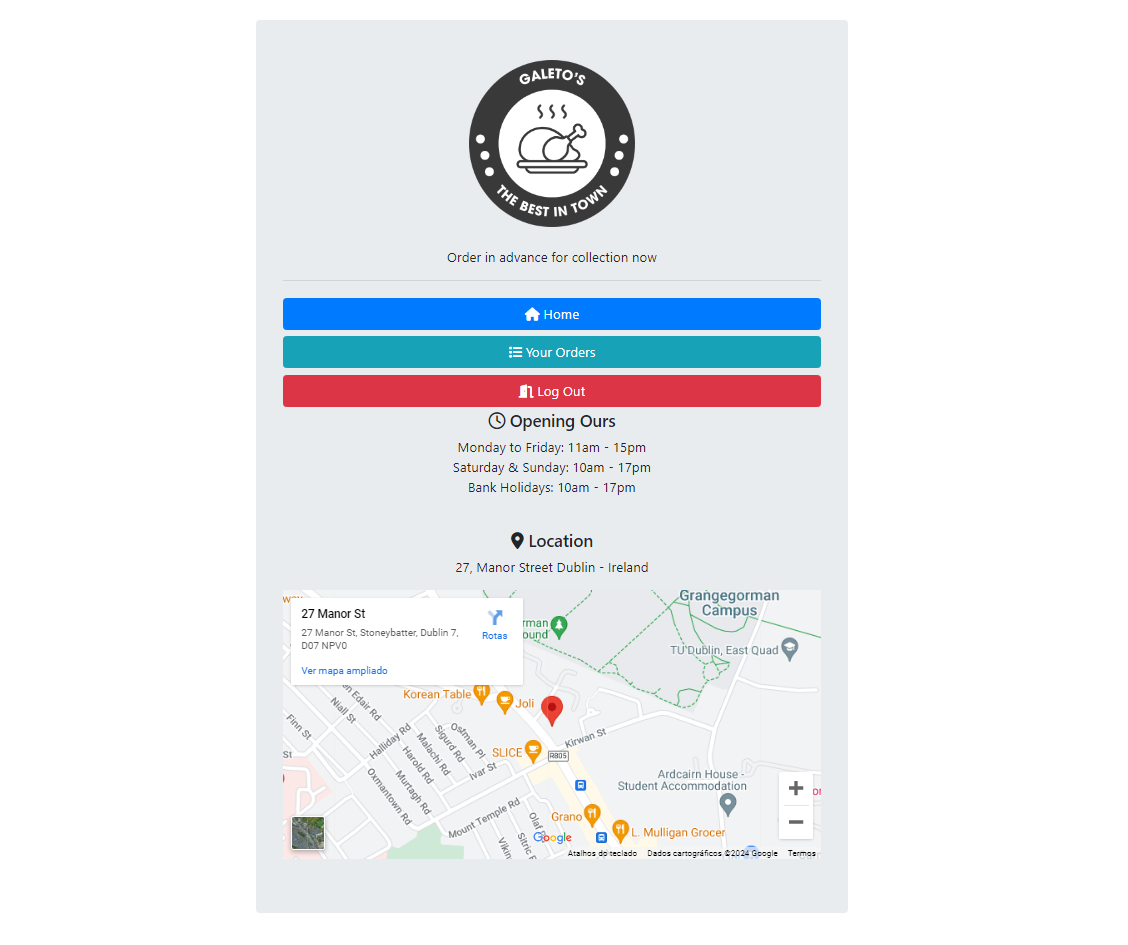 GALETO'S
THE BEST IN TOWN
Order in advance for collection now
Home
Your Orders
Log Out
Opening Ours
Monday to Friday: 11am - 15pm
Saturday & Sunday: 10am - 17pm
Bank Holidays: 10am - 17pm
Location
27, Manor Street Dublin - Ireland
27 Manor St
27 Manor St, Stoneybatter, Dublin 7,
D07 NPV0
Rotas
Ver mapa ampliado
Grangegorman
Campus
TU Dublin, East Quad
Korean Table
Joli
Niall St
Finn St
St
Halliday Rd
Osfman Pl
Sigurd Rd
Malachi Rd
Harold Rd
Murtagh Rd
Oxmantown Rd
Ivar St
SLICE
R805
Kirwan St
Ardcairn House -
Student Accommodation
Mount Temple Rd
Grano
L. Mulligan Grocer
Google
Atalhos do teclado
Dados cartográficos ©2024 Google
Termos